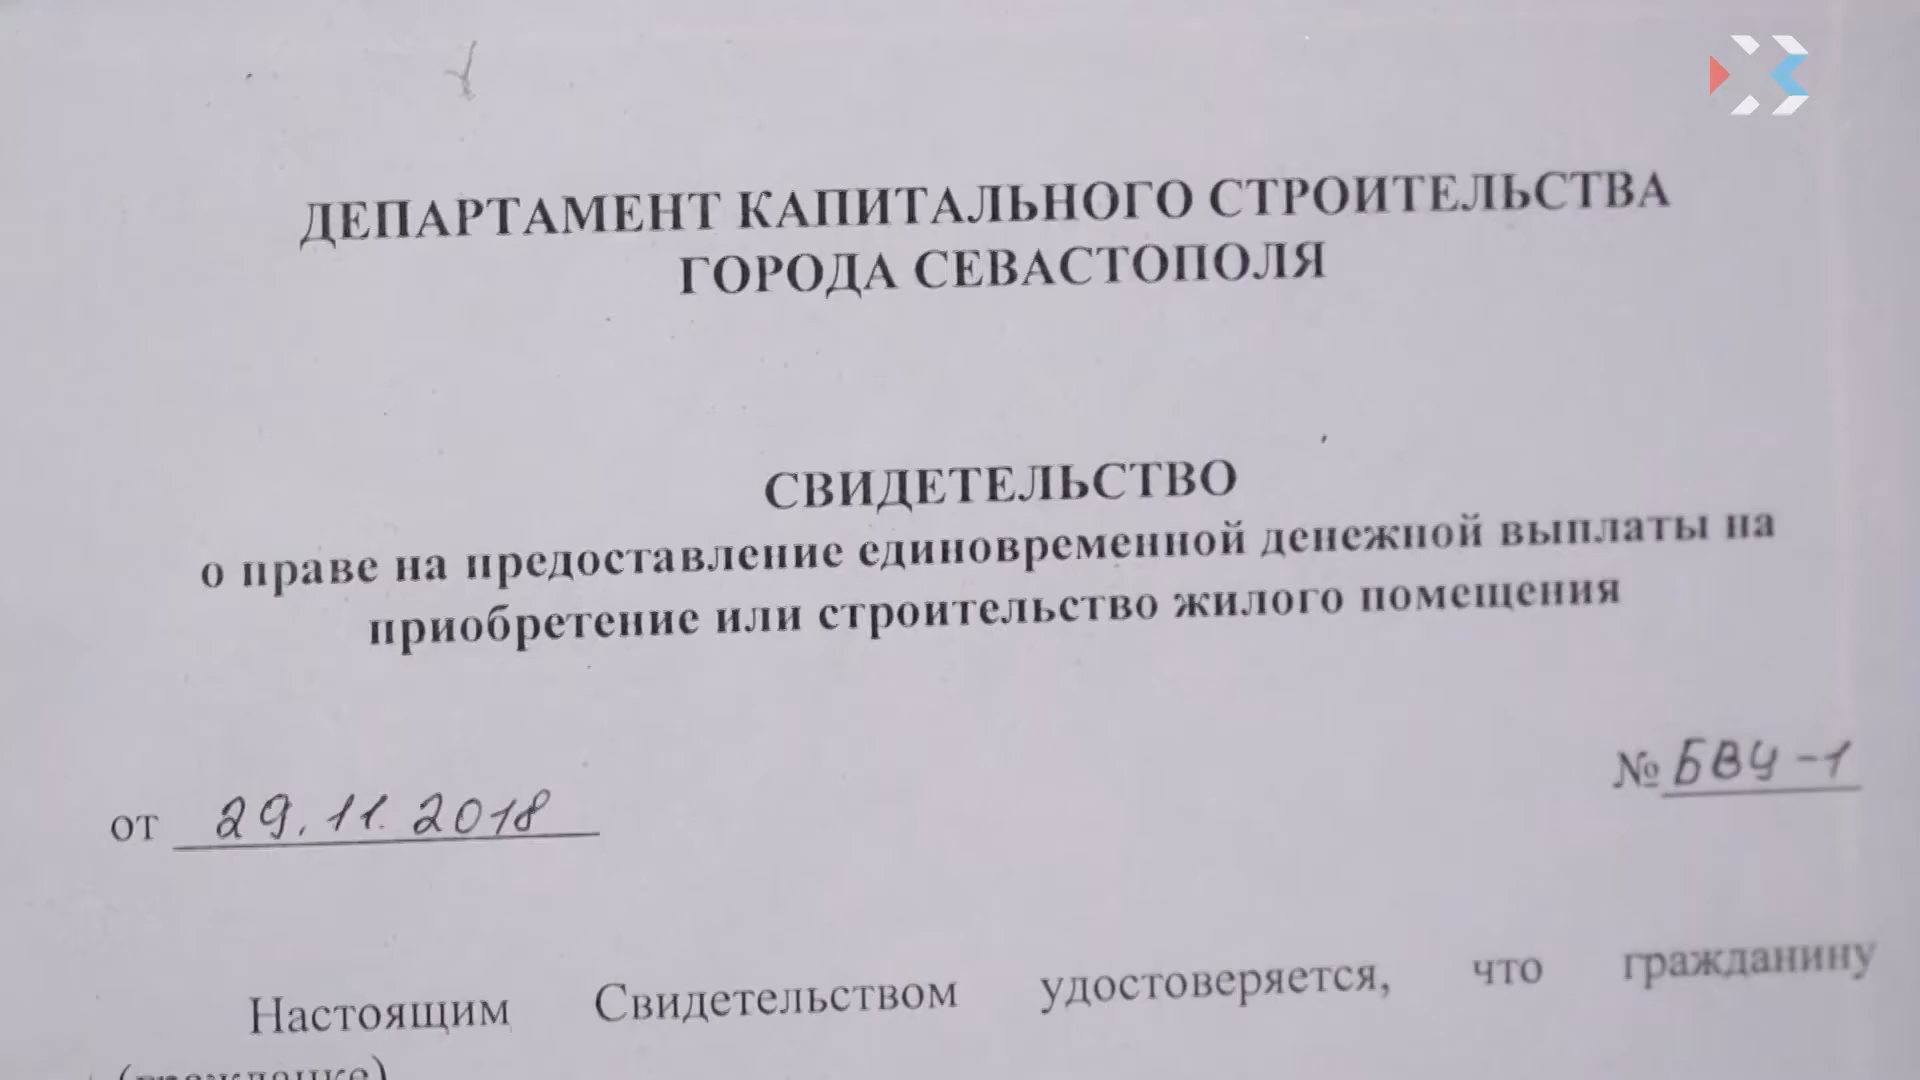 ДЕПАРТАМЕНТ КАПИТАЛЬНОГО СТРОИТЕЛЬСТВА
ГОРОДА СЕВАСТОПОЛЯ
СВИДЕТЕЛЬСТВО
о праве на предоставление единовременной денежной выплаты на
приобретение или строительство жилого помещения
от 29.11.2018 № БВУ-1
Настоящим Свидетельством удостоверяется, что гражданину
(гражданке)